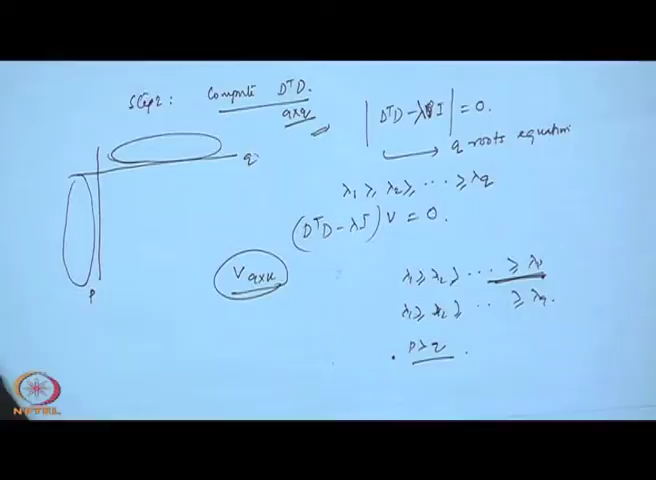 Step 2: Compute DᵀD.
q×q
|DᵀD - λI| = 0.
q roots equation
q
λ₁ ≥ λ₂ ≥ ... ≥ λq
(DᵀD - λI) V = 0.
V q×k
p
λ₁ ≥ λ₂ ≥ ... ≥ λp
λ₁ ≥ λ₂ ≥ ... ≥ λq.
p ≥ q
NPTEL